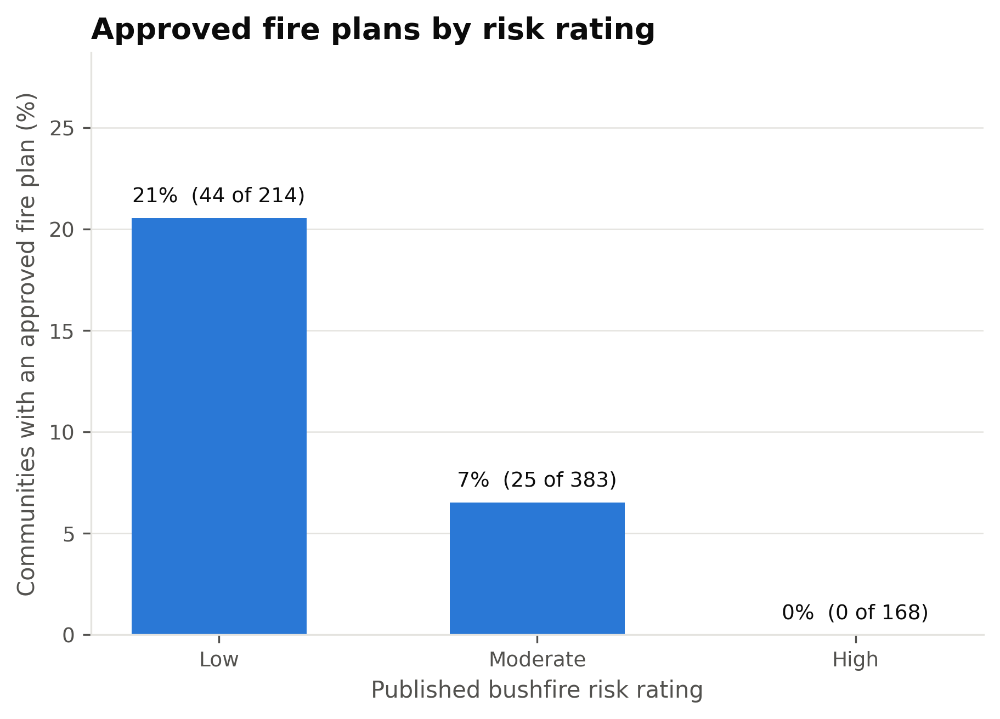 Approved fire plans by risk rating
Communities with an approved fire plan (%)
25
20
15
10
5
0
21%  (44 of 214)
7%  (25 of 383)
0%  (0 of 168)
Low
Moderate
High
Published bushfire risk rating